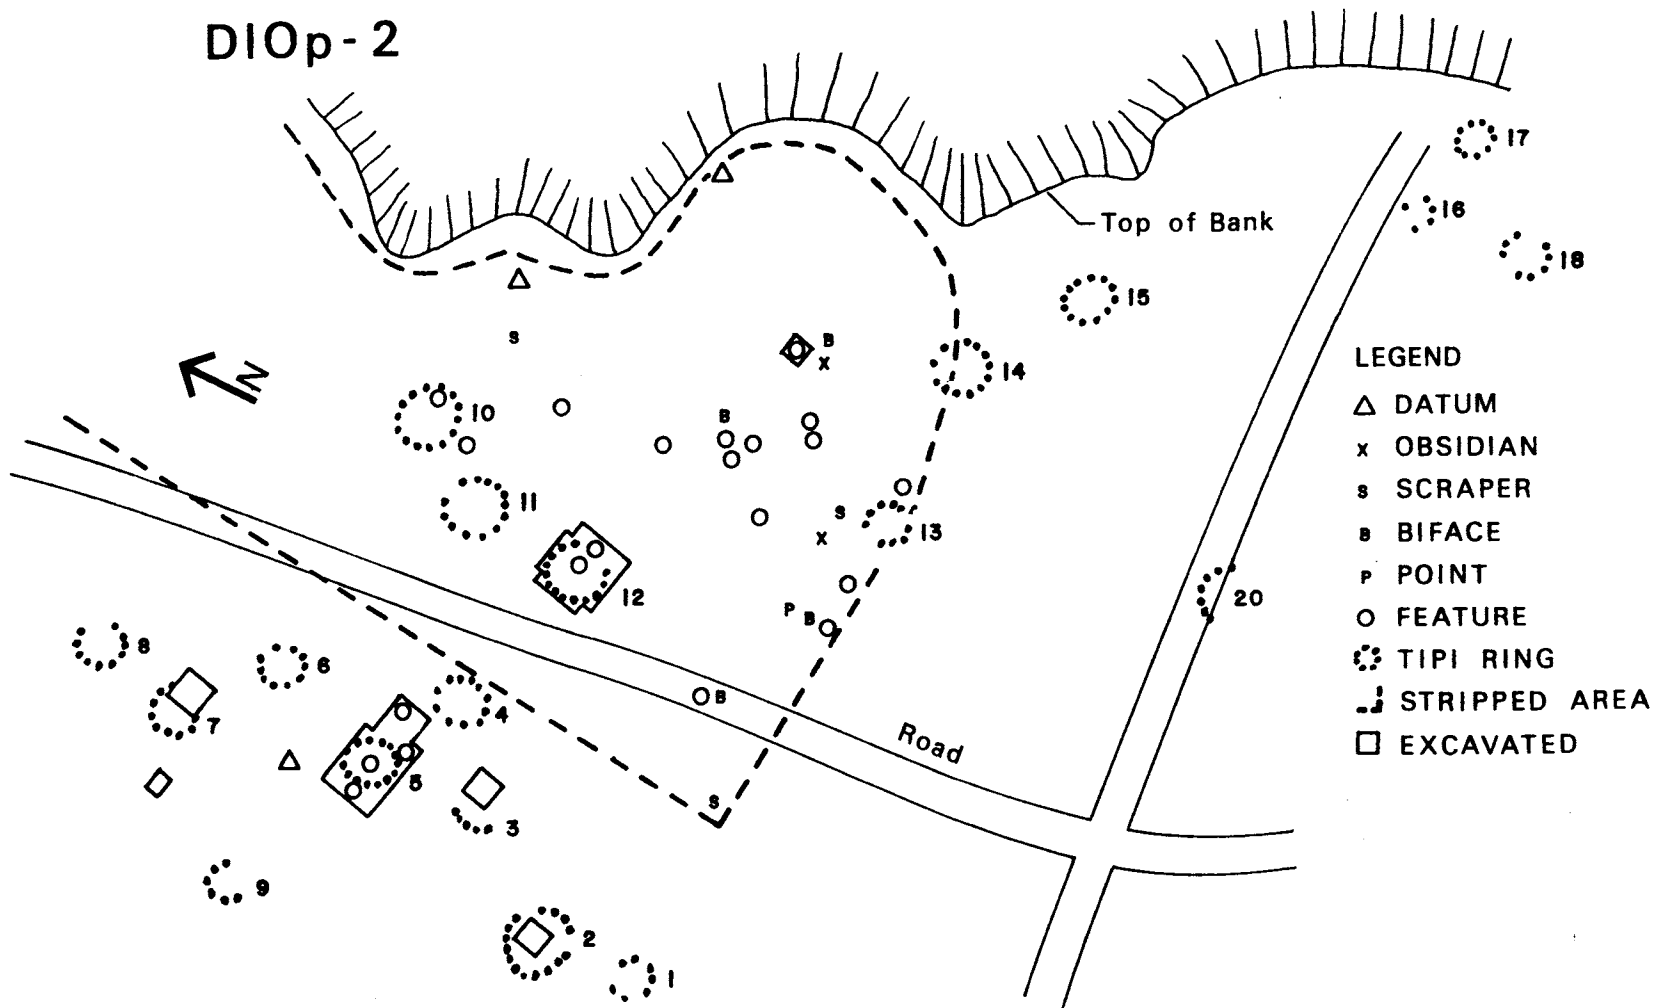 DIOp-2
17
16
18
Top of Bank
15
S
B
X
14
N
10
B
11
S
X
13
12
P B
20
8
6
7
4
B
5
3
S
Road
9
2
1
LEGEND
DATUM
X OBSIDIAN
S SCRAPER
B BIFACE
P POINT
FEATURE
TIPI RING
STRIPPED AREA
EXCAVATED